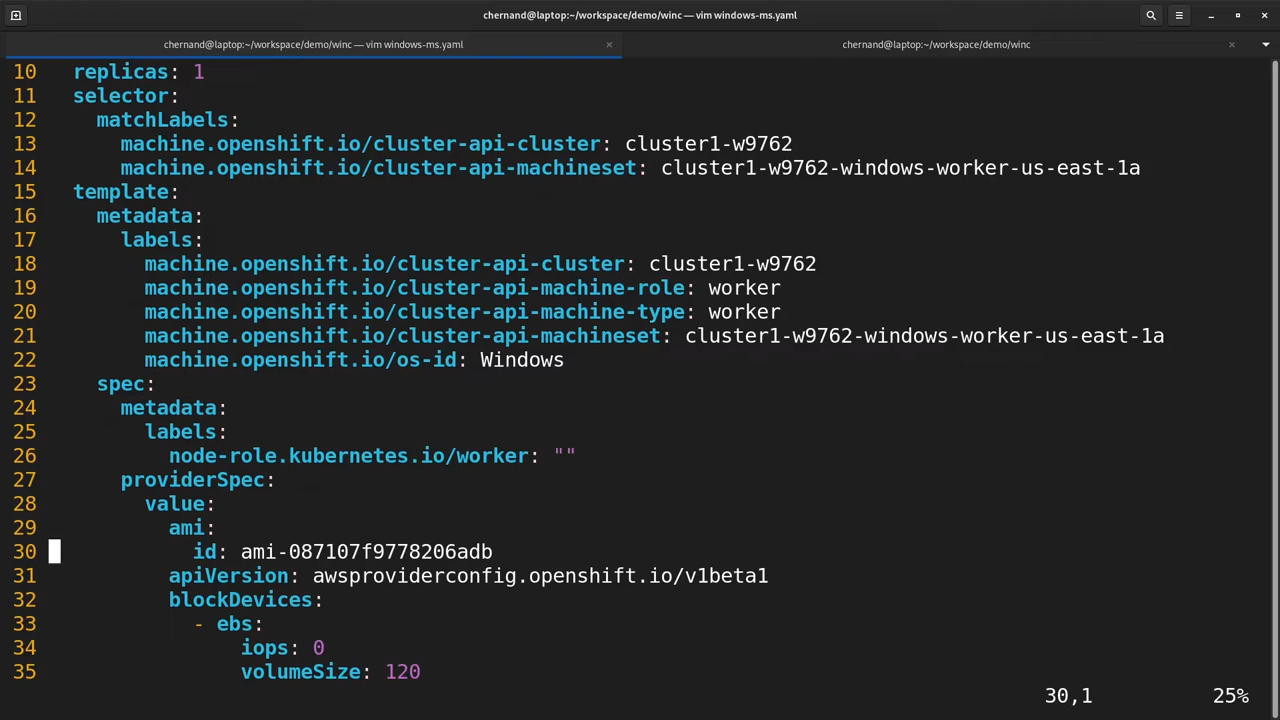 chernand@laptop:~/workspace/demo/winc — vim windows-ms.yaml
chernand@laptop:~/workspace/demo/winc — vim windows-ms.yaml × chernand@laptop:~/workspace/demo/winc ×
10 replicas: 1
11 selector:
12 matchLabels:
13 machine.openshift.io/cluster-api-cluster: cluster1-w9762
14 machine.openshift.io/cluster-api-machineset: cluster1-w9762-windows-worker-us-east-1a
15 template:
16 metadata:
17 labels:
18 machine.openshift.io/cluster-api-cluster: cluster1-w9762
19 machine.openshift.io/cluster-api-machine-role: worker
20 machine.openshift.io/cluster-api-machine-type: worker
21 machine.openshift.io/cluster-api-machineset: cluster1-w9762-windows-worker-us-east-1a
22 machine.openshift.io/os-id: Windows
23 spec:
24 metadata:
25 labels:
26 node-role.kubernetes.io/worker: ""
27 providerSpec:
28 value:
29 ami:
30 id: ami-087107f9778206adb
31 apiVersion: awsproviderconfig.openshift.io/v1beta1
32 blockDevices:
33 - ebs:
34 iops: 0
35 volumeSize: 120
30,1 25%